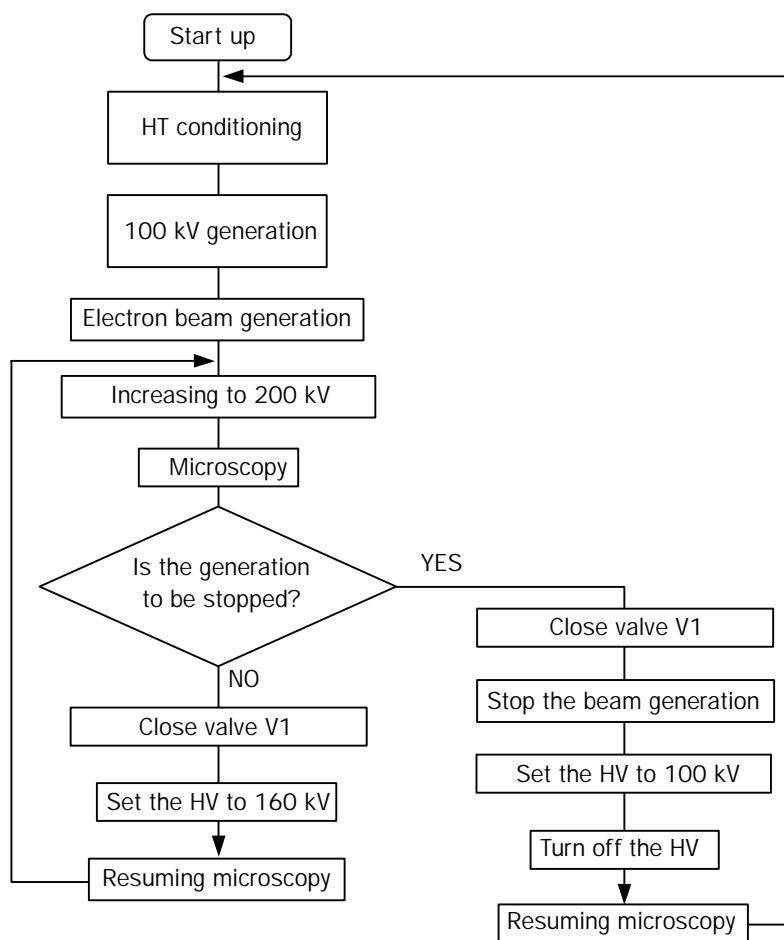 Start up
HT conditioning
100 kV generation
Electron beam generation
Increasing to 200 kV
Microscopy
Is the generation
to be stopped?
YES
NO
Close valve V1
Set the HV to 160 kV
Resuming microscopy
Close valve V1
Stop the beam generation
Set the HV to 100 kV
Turn off the HV
Resuming microscopy